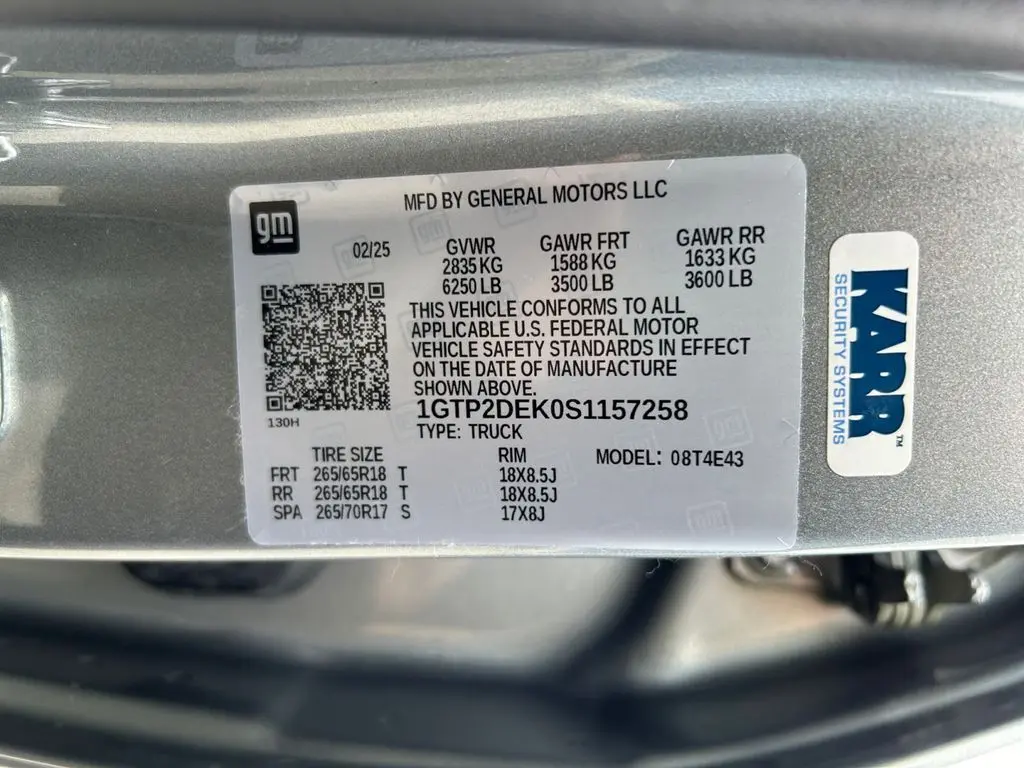 MFD BY GENERAL MOTORS LLC
gm
02/25
GVWR GAWR FRT GAWR RR
2835 KG 1588 KG 1633 KG
6250 LB 3500 LB 3600 LB
THIS VEHICLE CONFORMS TO ALL
APPLICABLE U.S. FEDERAL MOTOR
VEHICLE SAFETY STANDARDS IN EFFECT
ON THE DATE OF MANUFACTURE
SHOWN ABOVE.
130H
1GTP2DEK0S1157258
TYPE: TRUCK
TIRE SIZE RIM MODEL: 08T4E43
FRT 265/65R18 T 18X8.5J
RR 265/65R18 T 18X8.5J
SPA 265/70R17 S 17X8J
KARR™
SECURITY SYSTEMS